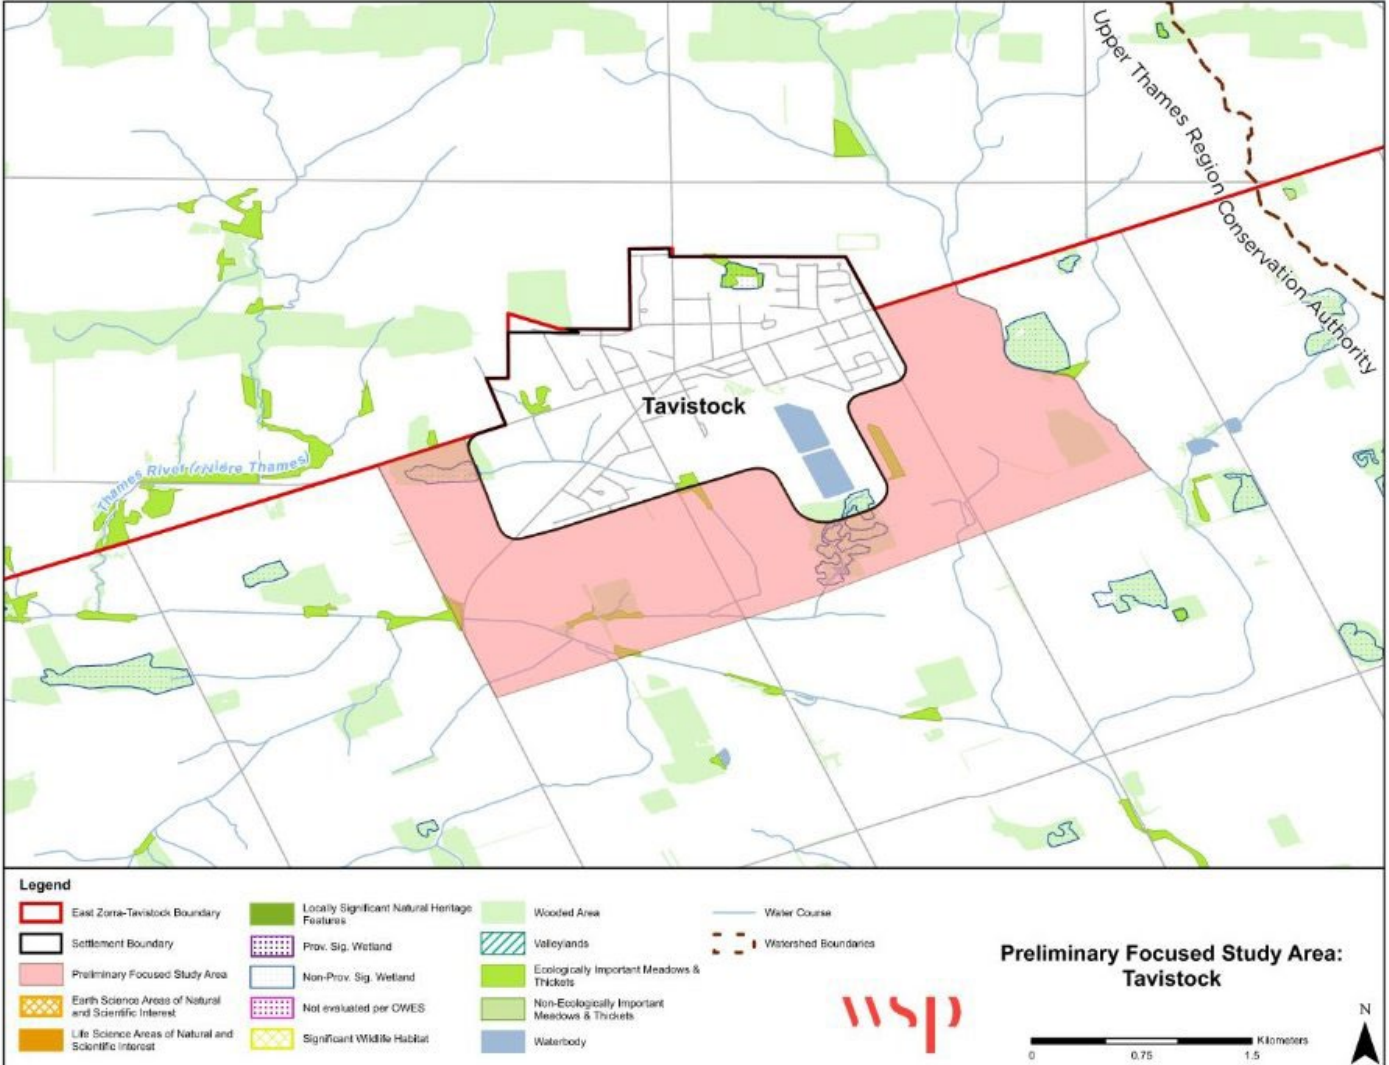 Upper Thames Region Conservation Authority
Tavistock
Thames River (rivière Thames)
Legend
East Zorra-Tavistock Boundary
Settlement Boundary
Preliminary Focused Study Area
Earth Science Areas of Natural
and Scientific Interest
Life Science Areas of Natural and
Scientific Interest
Locally Significant Natural Heritage
Features
Prov. Sig. Wetland
Non-Prov. Sig. Wetland
Not evaluated per OWES
Significant Wildlife Habitat
Wooded Area
Valleylands
Ecologically Important Meadows &
Thickets
Non-Ecologically Important
Meadows & Thickets
Waterbody
Water Course
Watershed Boundaries
wsp
Preliminary Focused Study Area:
Tavistock
N
Kilometers
0 0.75 1.5